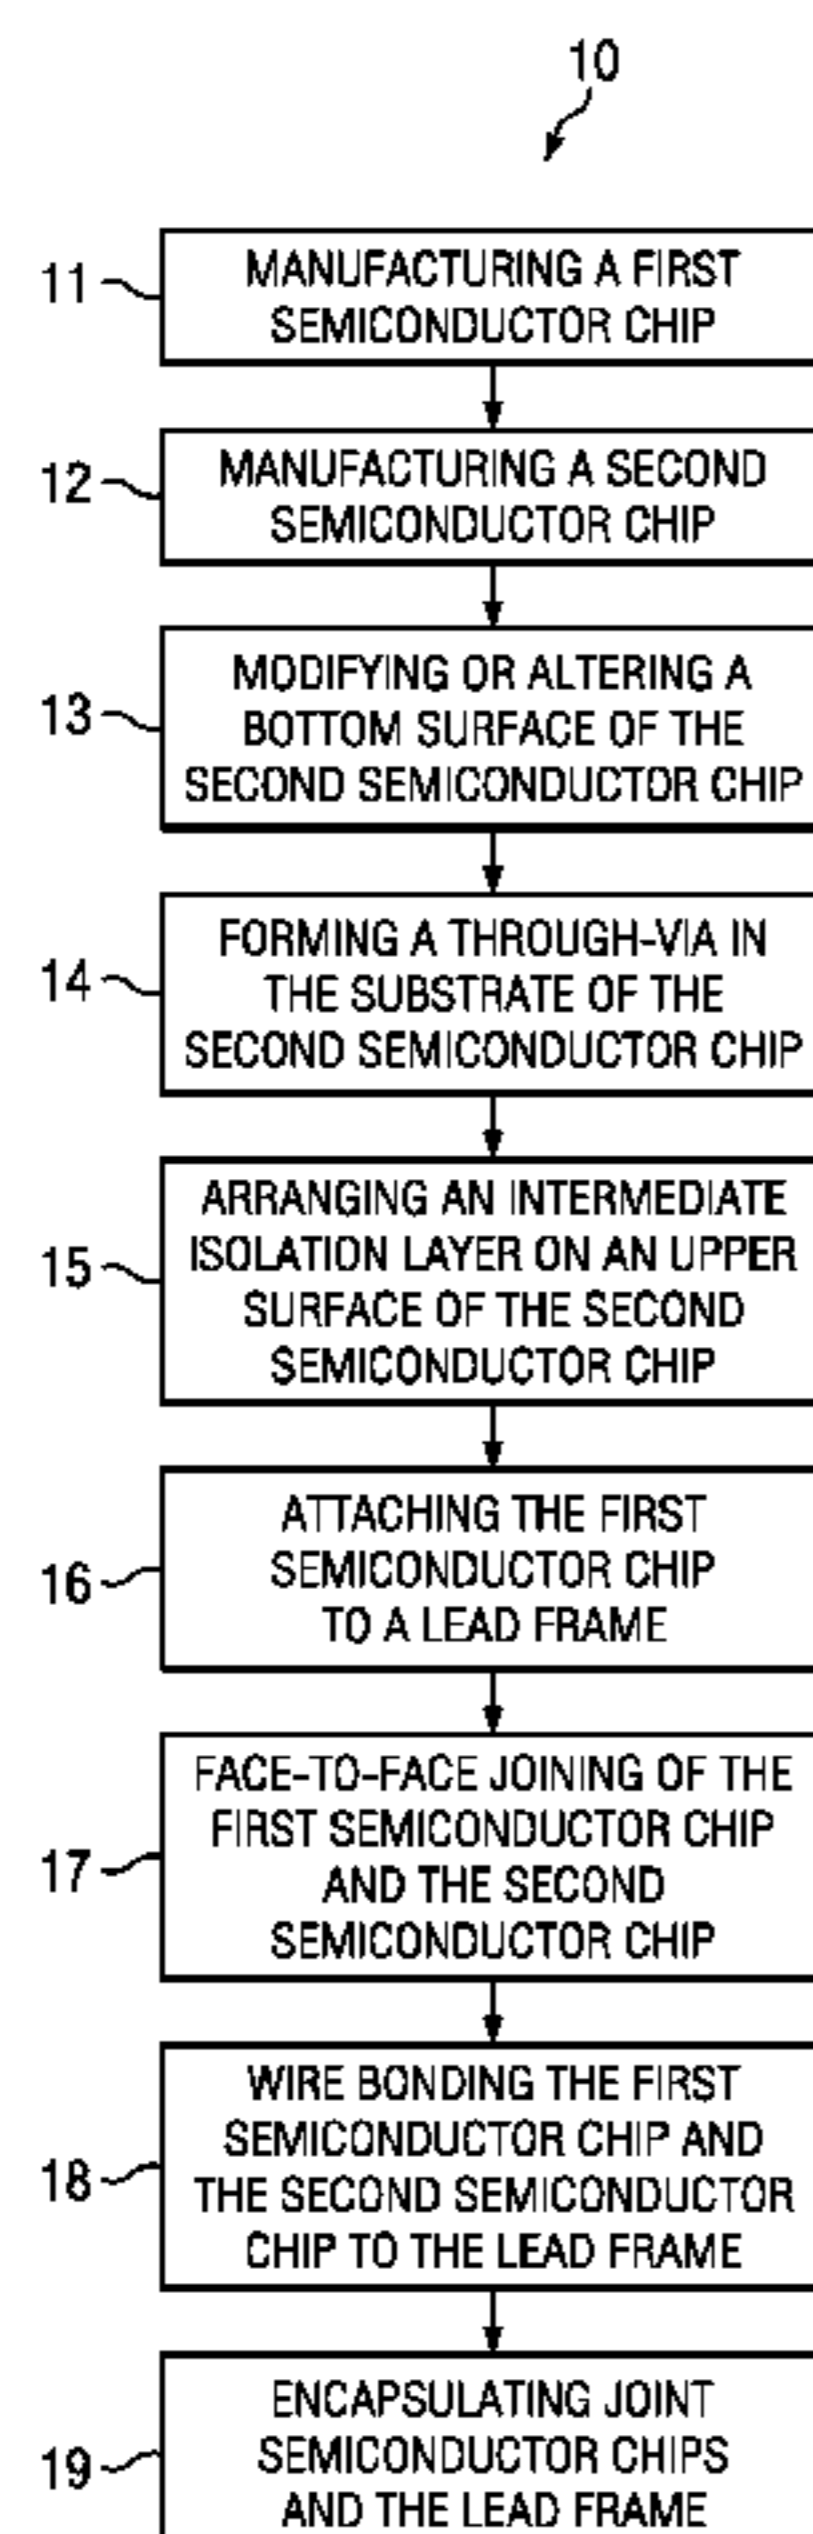 10
11
MANUFACTURING A FIRST
SEMICONDUCTOR CHIP
12
MANUFACTURING A SECOND
SEMICONDUCTOR CHIP
13
MODIFYING OR ALTERING A
BOTTOM SURFACE OF THE
SECOND SEMICONDUCTOR CHIP
14
FORMING A THROUGH-VIA IN
THE SUBSTRATE OF THE
SECOND SEMICONDUCTOR CHIP
15
ARRANGING AN INTERMEDIATE
ISOLATION LAYER ON AN UPPER
SURFACE OF THE SECOND
SEMICONDUCTOR CHIP
16
ATTACHING THE FIRST
SEMICONDUCTOR CHIP
TO A LEAD FRAME
17
FACE-TO-FACE JOINING OF THE
FIRST SEMICONDUCTOR CHIP
AND THE SECOND
SEMICONDUCTOR CHIP
18
WIRE BONDING THE FIRST
SEMICONDUCTOR CHIP AND
THE SECOND SEMICONDUCTOR
CHIP TO THE LEAD FRAME
19
ENCAPSULATING JOINT
SEMICONDUCTOR CHIPS
AND THE LEAD FRAME